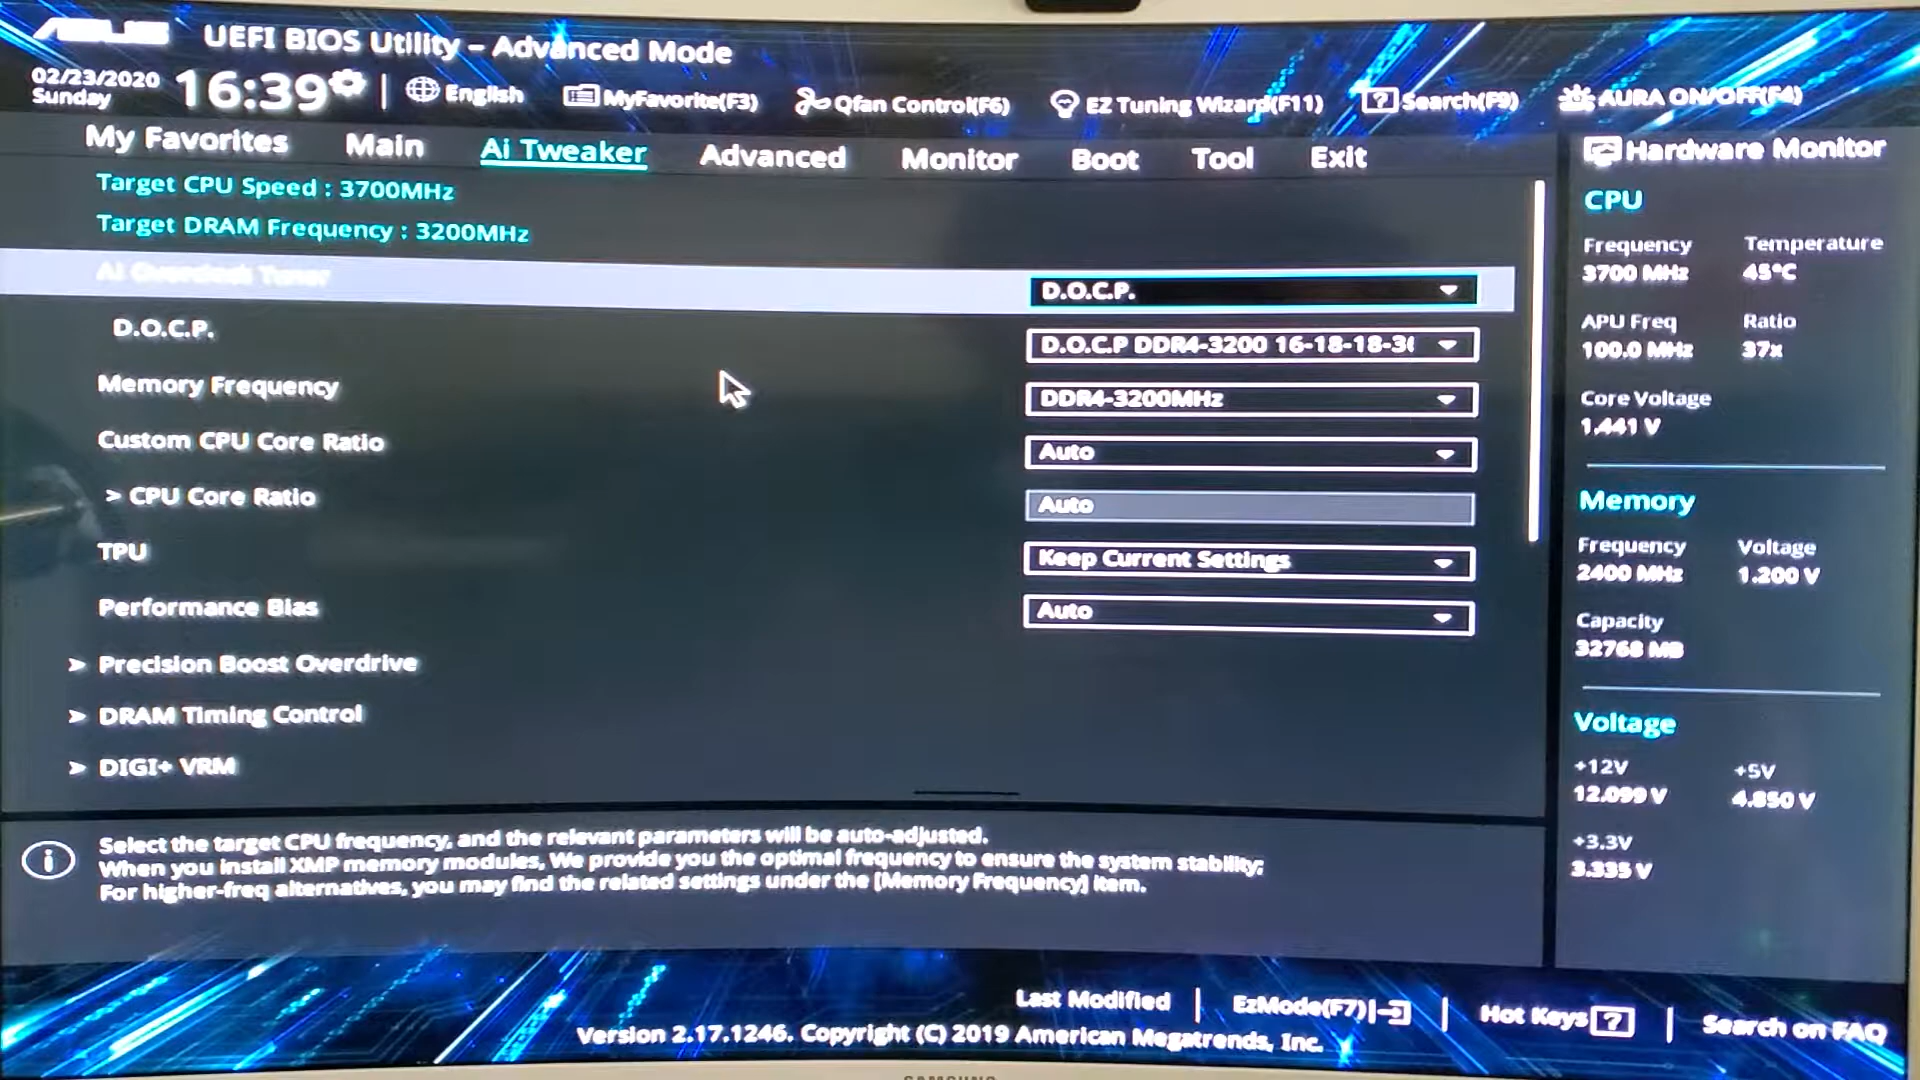 ASUS UEFI BIOS Utility – Advanced Mode
02/23/2020
Sunday
16:39
English
MyFavorite(F3)
Qfan Control(F6)
EZ Tuning Wizard(F11)
Search(F9)
AURA ON/OFF(F4)
My Favorites
Main
Ai Tweaker
Advanced
Monitor
Boot
Tool
Exit
Target CPU Speed : 3700MHz
Target DRAM Frequency : 3200MHz
Ai Overclock Tuner
D.O.C.P.
D.O.C.P.
D.O.C.P DDR4-3200 16-18-18-3
Memory Frequency
DDR4-3200MHz
Custom CPU Core Ratio
Auto
> CPU Core Ratio
Auto
TPU
Keep Current Settings
Performance Bias
Auto
> Precision Boost Overdrive
> DRAM Timing Control
> DIGI+ VRM
Select the target CPU frequency, and the relevant parameters will be auto-adjusted.
When you install XMP memory modules, We provide you the optimal frequency to ensure the system stability;
For higher-freq alternatives, you may find the related settings under the [Memory Frequency] item.
Hardware Monitor
CPU
Frequency Temperature
3700 MHz 45°C
APU Freq Ratio
100.0 MHz 37x
Core Voltage
1.441 V
Memory
Frequency Voltage
2400 MHz 1.200 V
Capacity
32768 MB
Voltage
+12V +5V
12.099 V 4.850 V
+3.3V
3.335 V
Last Modified
EzMode(F7)
Hot Keys ?
Search on FAQ
Version 2.17.1246. Copyright (C) 2019 American Megatrends, Inc.
SAMSUNG